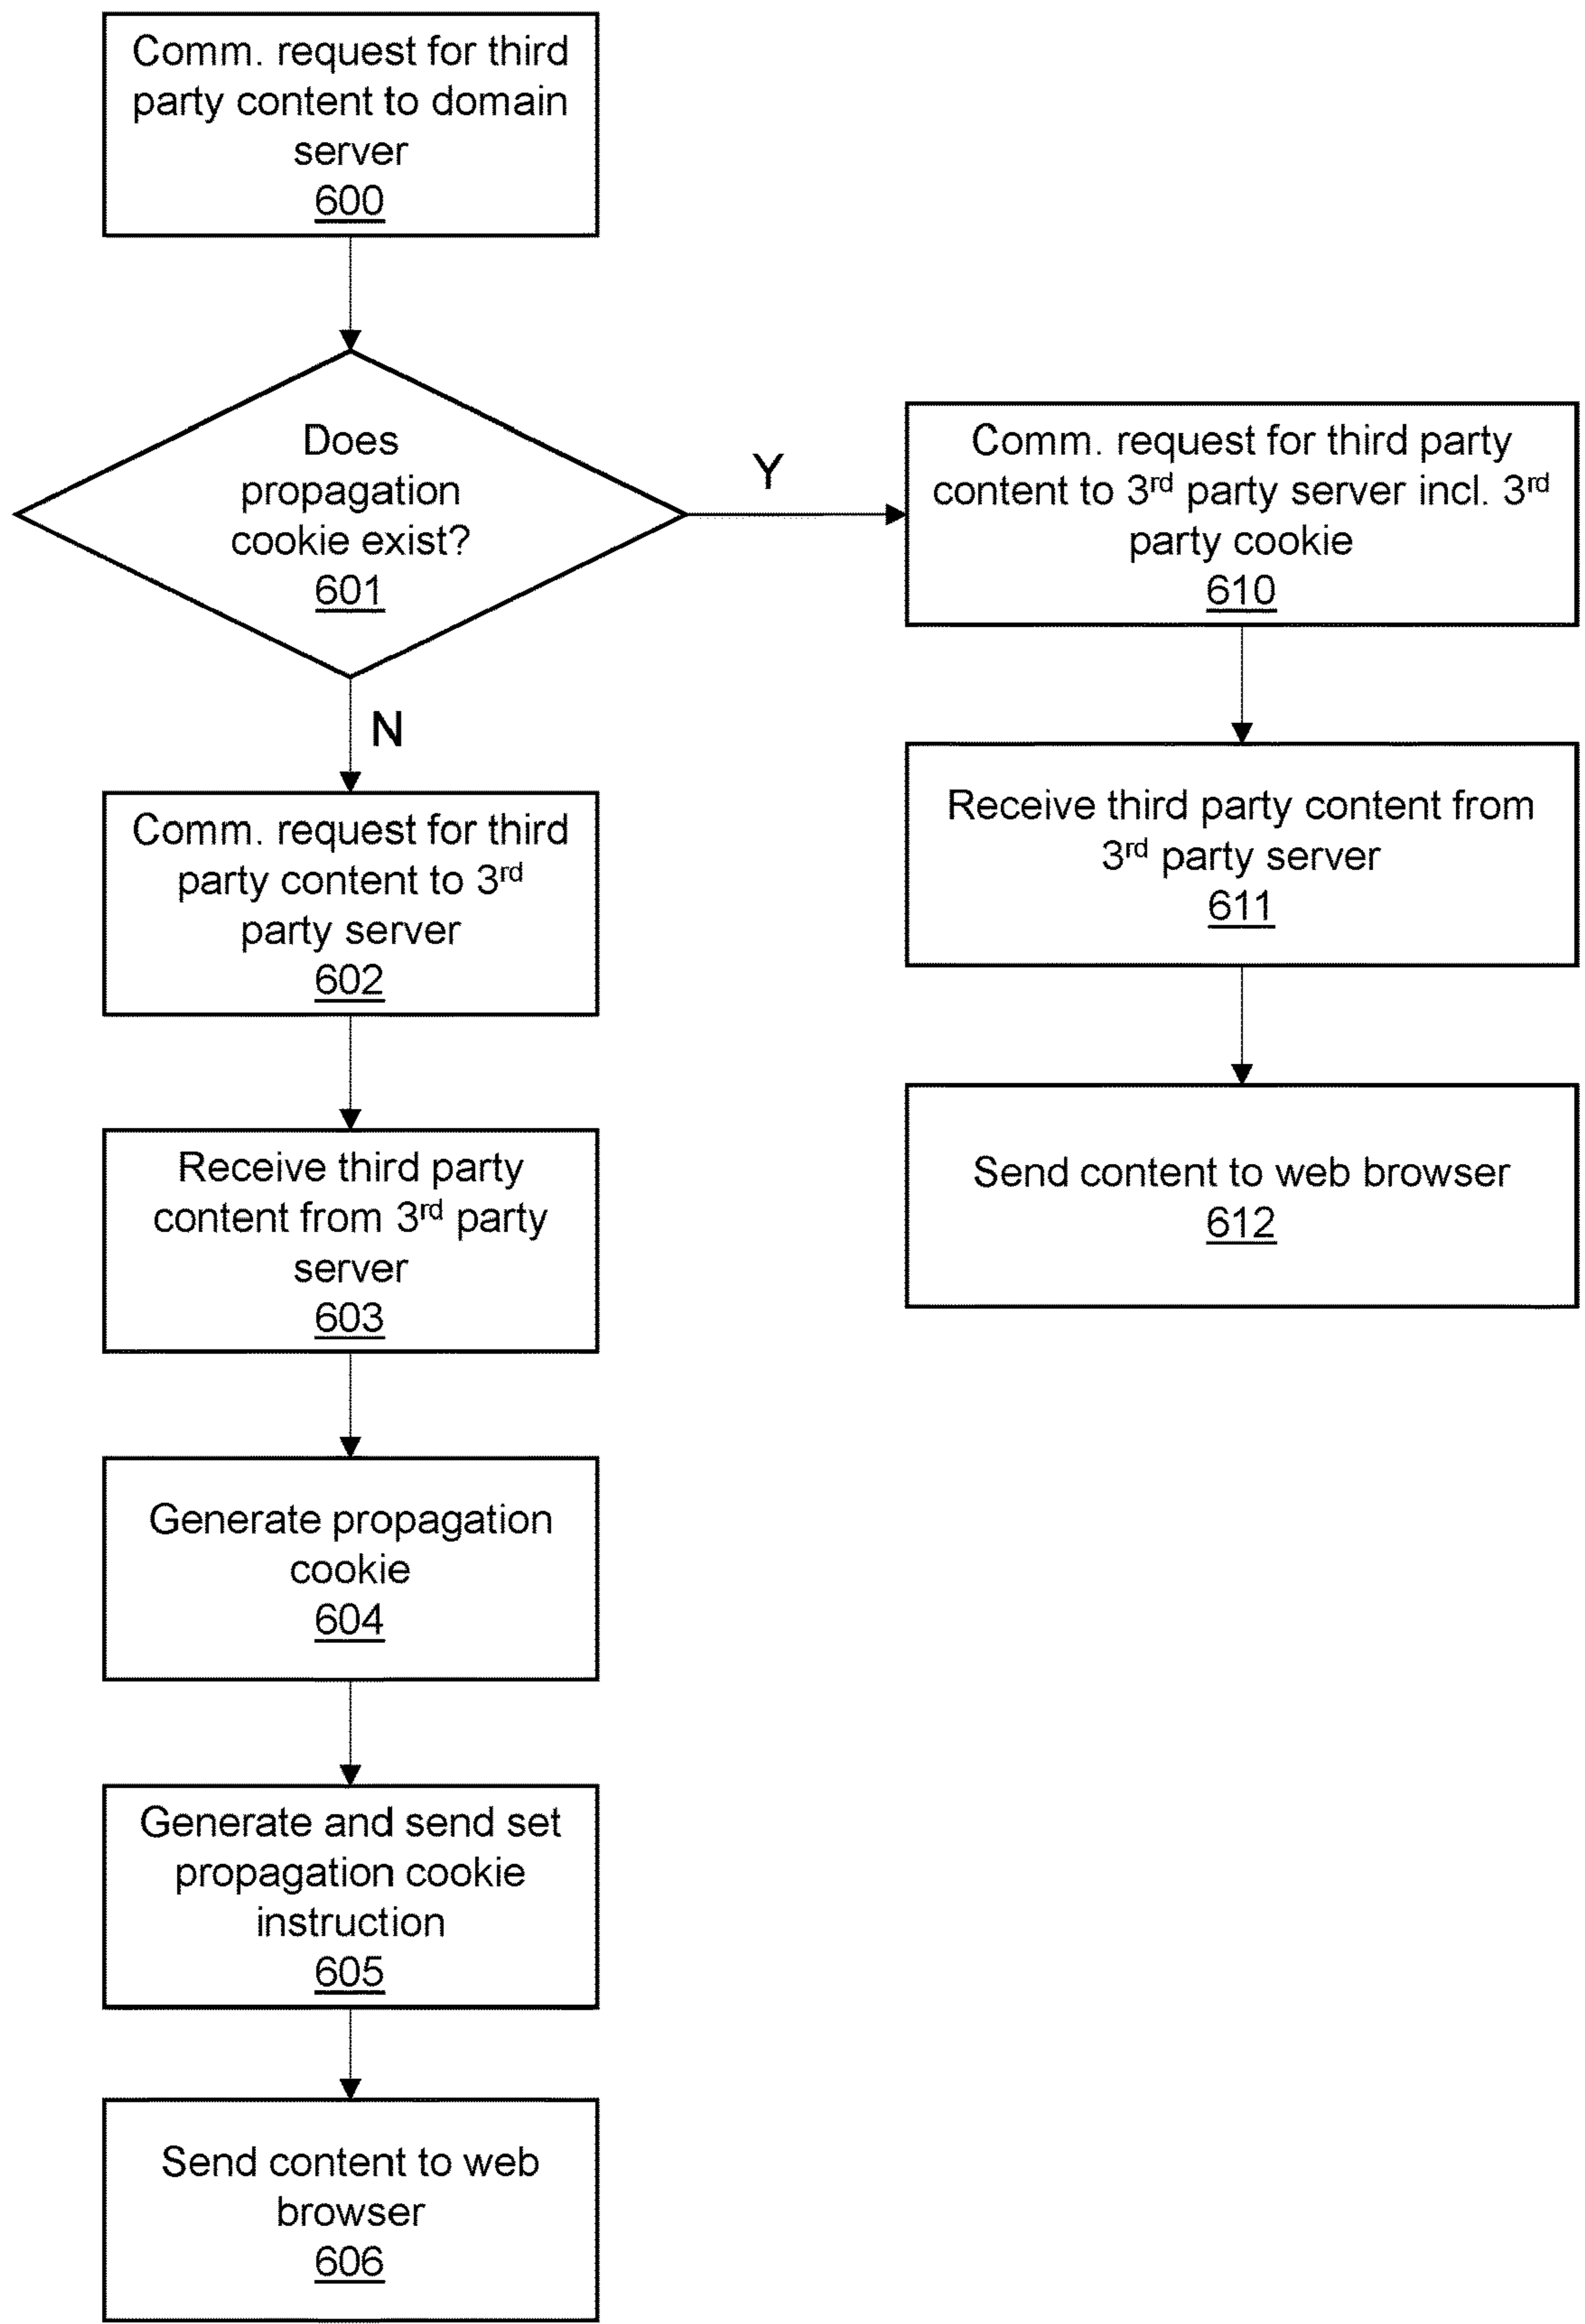 Comm. request for third
party content to domain
server
600
Does
propagation
cookie exist?
601
Y
N
Comm. request for third
party content to 3rd
party server
602
Receive third party
content from 3rd party
server
603
Generate propagation
cookie
604
Generate and send set
propagation cookie
instruction
605
Send content to web
browser
606
Comm. request for third party
content to 3rd party server incl. 3rd
party cookie
610
Receive third party content from
3rd party server
611
Send content to web browser
612